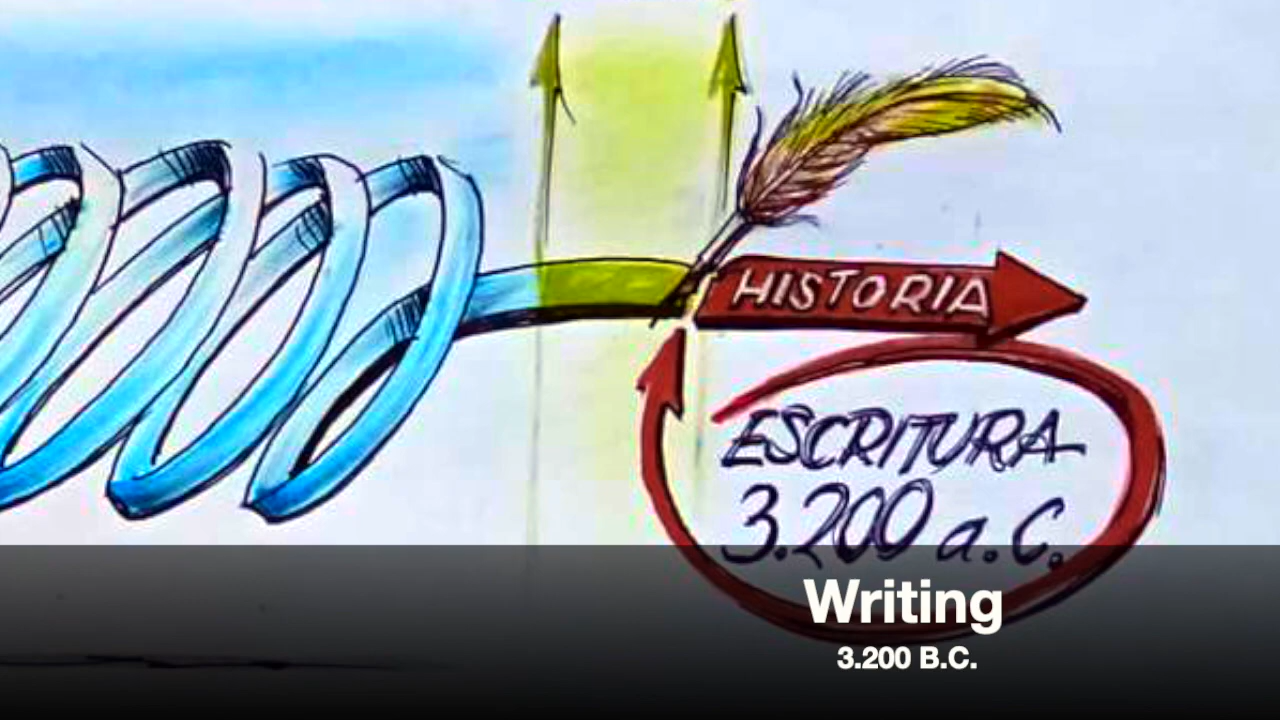 HISTORIA
ESCRITURA
3.200 a.C.
Writing
3.200 B.C.